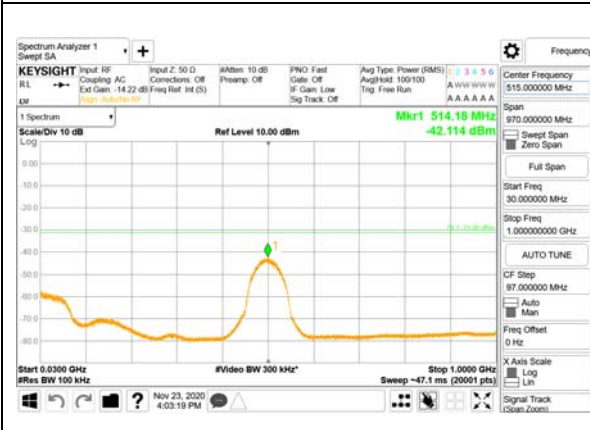 Spectrum Analyzer 1
Swept SA
+
Frequency
KEYSIGHT
RL
Input: RF
Coupling: AC
Ext Gain: -14.22 dB
Align: Auto/No RF
Input Z: 50 Ω
Corrections: Off
Freq Ref: Int (S)
#Atten: 10 dB
Preamp: Off
PNO: Fast
Gate: Off
IF Gain: Low
Sig Track: Off
Avg Type: Power (RMS)
Avg|Hold: 100/100
Trig: Free Run
1 2 3 4 5 6
A W W W W W
A A A A A A
1 Spectrum
Scale/Div 10 dB
Log
Ref Level 10.00 dBm
Mkr1 514.18 MHz
-42.114 dBm
0.00
-10.0
-20.0
-30.0
-40.0
-50.0
-60.0
-70.0
-80.0
1
Start 0.0300 GHz
#Res BW 100 kHz
#Video BW 300 kHz*
Stop 1.0000 GHz
Sweep ~47.1 ms (20001 pts)
Center Frequency
515.000000 MHz
Span
970.000000 MHz
Swept Span
Zero Span
Full Span
Start Freq
30.000000 MHz
Stop Freq
1.000000000 GHz
AUTO TUNE
CF Step
97.000000 MHz
Auto
Man
Freq Offset
0 Hz
X Axis Scale
Log
Lin
Signal Track
(Span Zoom)
?
Nov 23, 2020
4:03:19 PM